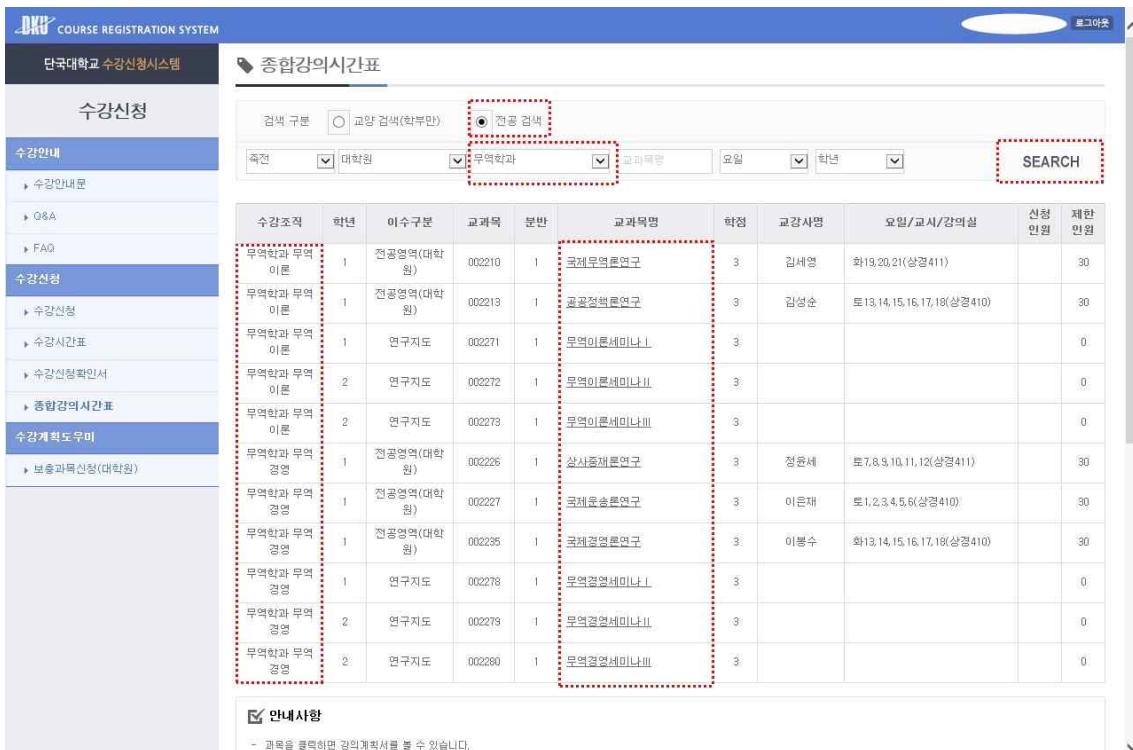 DKU COURSE REGISTRATION SYSTEM
로그아웃
단국대학교 수강신청시스템
수강신청
수강안내
수강안내문
Q&A
FAQ
수강신청
수강신청
수강시간표
수강신청확인서
종합강의시간표
수강계획도우미
보충과목신청(대학원)
종합강의시간표
검색 구분 교양 검색(학부만) 전공 검색
죽전 대학원 무역학과 교과목명 요일 학년 SEARCH
수강조직 학년 이수구분 교과목 분반 교과목명 학점 교강사명 요일/교시/강의실 신청 인원 제한 인원
무역학과 무역이론 1 전공영역(대학원) 002210 1 국제무역론연구 3 김세영 화19,20,21(상경411) 30
무역학과 무역이론 1 전공영역(대학원) 002213 1 공공정책론연구 3 김성순 토13,14,15,16,17,18(상경410) 30
무역학과 무역이론 1 연구지도 002271 1 무역이론세미나Ⅰ 3 0
무역학과 무역이론 2 연구지도 002272 1 무역이론세미나Ⅱ 3 0
무역학과 무역이론 2 연구지도 002273 1 무역이론세미나Ⅲ 3 0
무역학과 무역경영 1 전공영역(대학원) 002226 1 상사중재론연구 3 정윤세 토7,8,9,10,11,12(상경411) 30
무역학과 무역경영 1 전공영역(대학원) 002227 1 국제운송론연구 3 이은재 토1,2,3,4,5,6(상경410) 30
무역학과 무역경영 1 전공영역(대학원) 002235 1 국제경영론연구 3 이봉수 화13,14,15,16,17,18(상경410) 30
무역학과 무역경영 1 연구지도 002278 1 무역경영세미나Ⅰ 3 0
무역학과 무역경영 2 연구지도 002279 1 무역경영세미나Ⅱ 3 0
무역학과 무역경영 2 연구지도 002280 1 무역경영세미나Ⅲ 3 0
안내사항
- 과목을 클릭하면 강의계획서를 볼 수 있습니다.